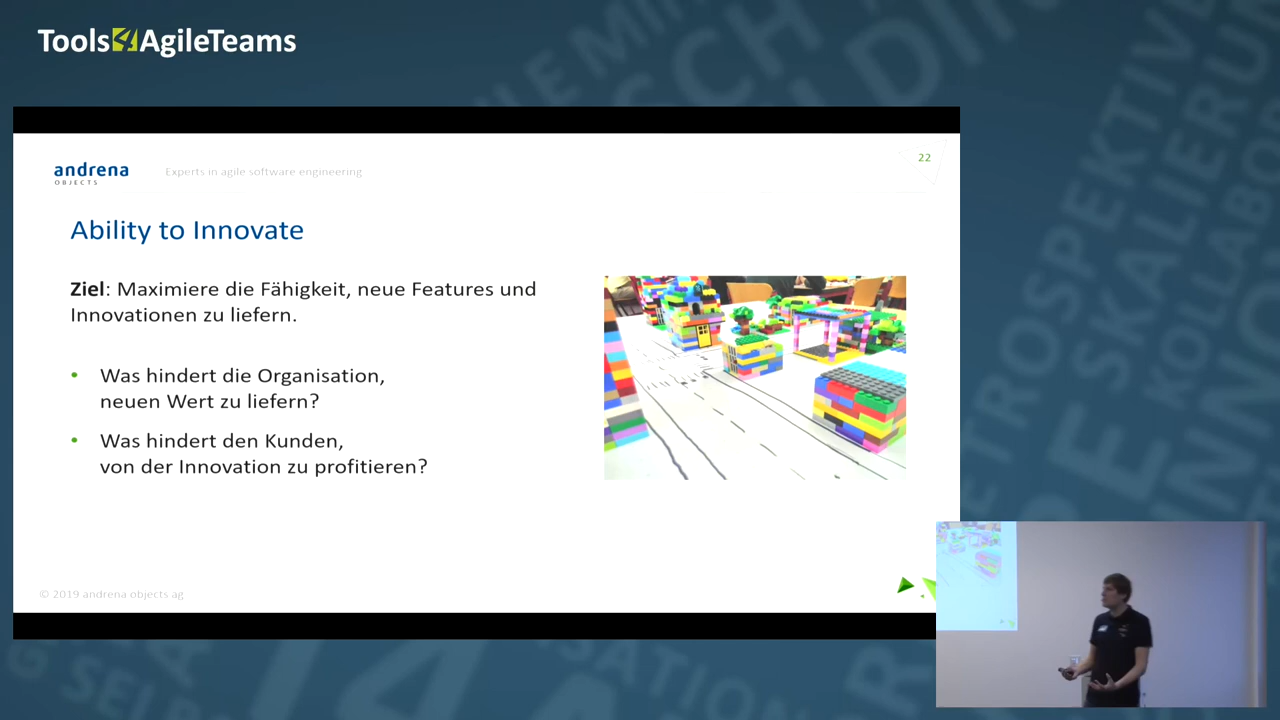 Tools4AgileTeams
andrena
OBJECTS
Experts in agile software engineering
22
Ability to Innovate
Ziel: Maximiere die Fähigkeit, neue Features und
Innovationen zu liefern.
• Was hindert die Organisation,
neuen Wert zu liefern?
• Was hindert den Kunden,
von der Innovation zu profitieren?
© 2019 andrena objects ag